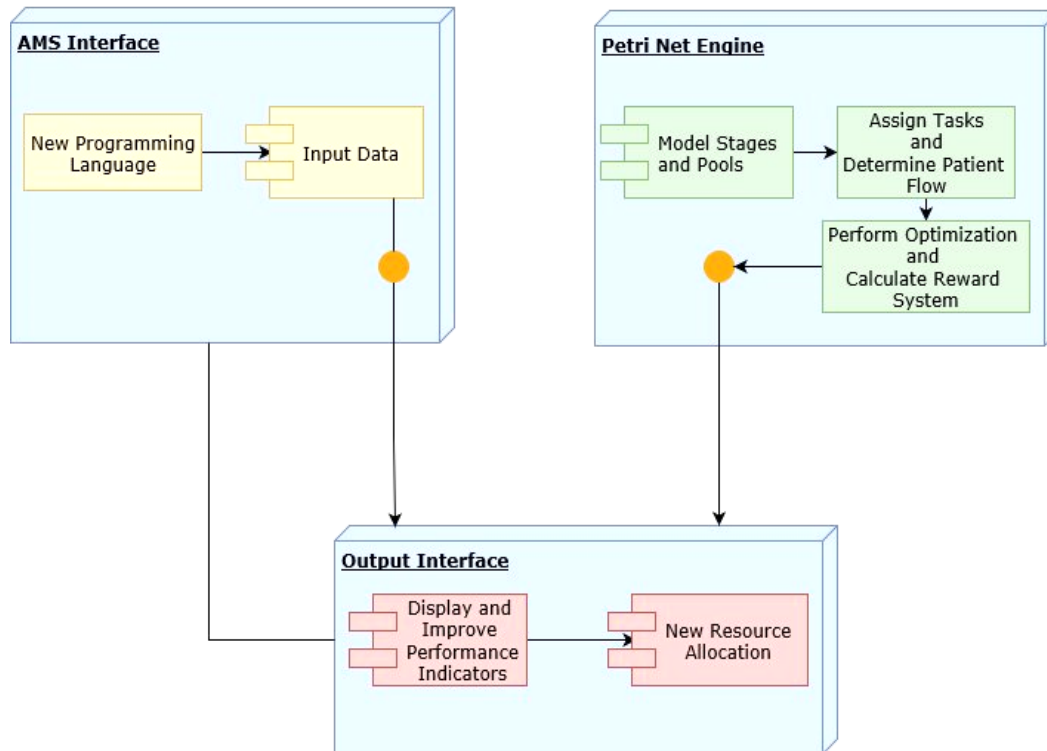 AMS Interface
New Programming
Language
Input Data
Petri Net Engine
Model Stages
and Pools
Assign Tasks
and
Determine Patient
Flow
Perform Optimization
and
Calculate Reward
System
Output Interface
Display and
Improve
Performance
Indicators
New Resource
Allocation